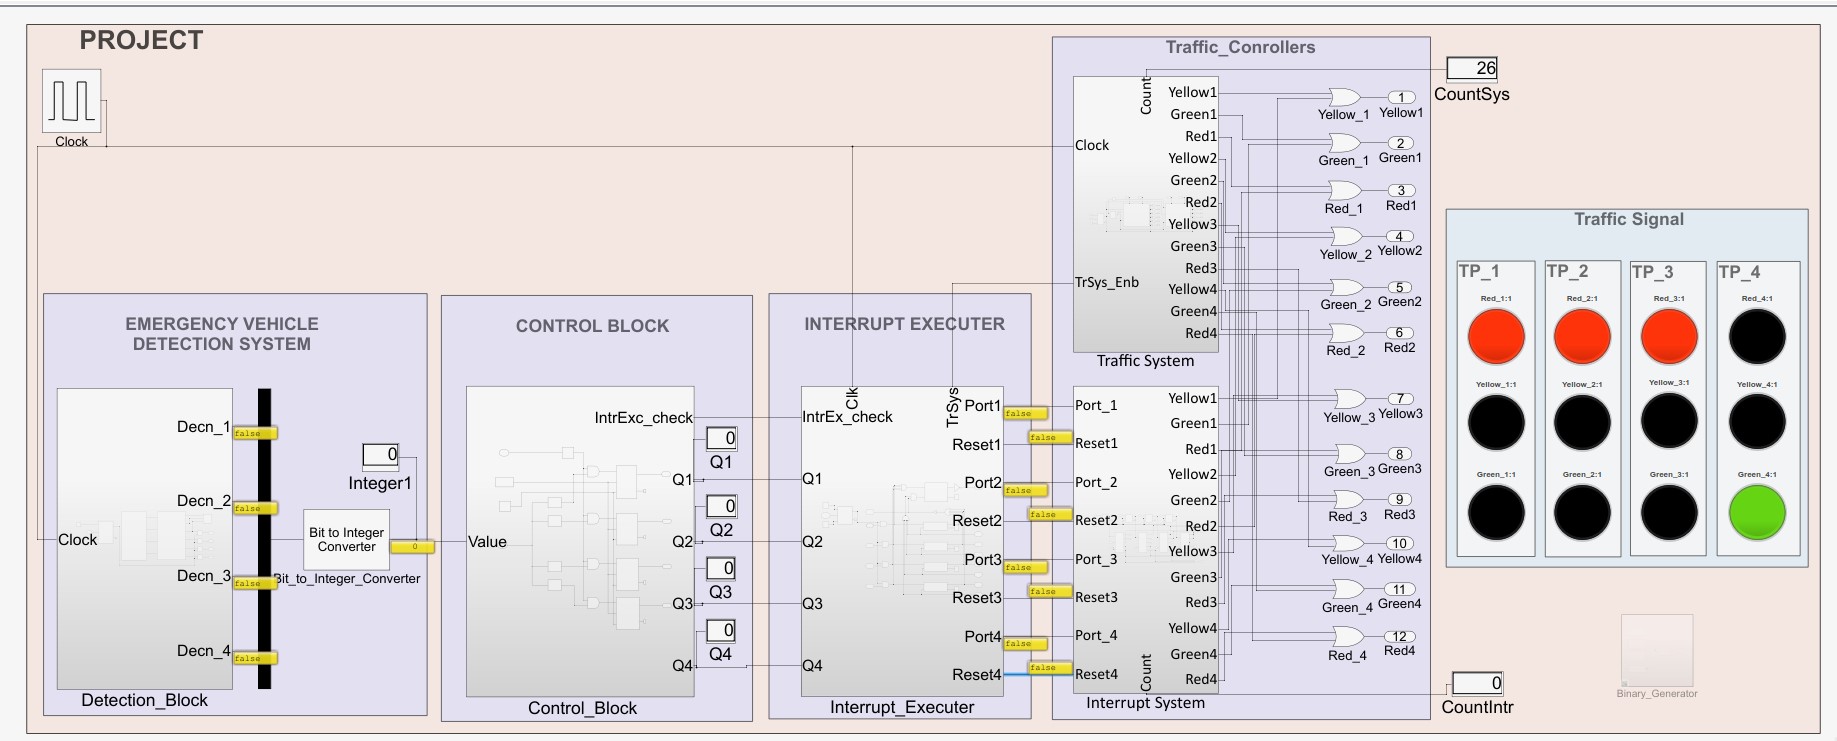 PROJECT
Clock
EMERGENCY VEHICLE
DETECTION SYSTEM
Clock
Decn_1
false
Decn_2
false
Decn_3
false
Decn_4
false
Detection_Block
0
Integer1
Bit to Integer
Converter
0
Bit_to_Integer_Converter
CONTROL BLOCK
Value
IntrExc_check
0
Q1
Q1
0
Q2
Q2
0
Q3
Q3
0
Q4
Q4
Control_Block
INTERRUPT EXECUTER
Clk
TrSys
IntrEx_check
Q1
Q2
Q3
Q4
Port1
false
Reset1
false
Port2
false
Reset2
false
Port3
false
Reset3
false
Port4
false
Reset4
false
Interrupt_Executer
Traffic_Conrollers
Count
Clock
TrSys_Enb
Yellow1
Green1
Red1
Yellow2
Green2
Red2
Yellow3
Green3
Red3
Yellow4
Green4
Red4
Traffic System
Port_1
Reset1
Port_2
Reset2
Port_3
Reset3
Port_4
Reset4
Count
Yellow1
Green1
Red1
Yellow2
Green2
Red2
Yellow3
Green3
Red3
Yellow4
Green4
Red4
Interrupt System
1
Yellow_1 Yellow1
2
Green_1 Green1
3
Red_1 Red1
4
Yellow_2 Yellow2
5
Green_2 Green2
6
Red_2 Red2
7
Yellow_3 Yellow3
8
Green_3 Green3
9
Red_3 Red3
10
Yellow_4 Yellow4
11
Green_4 Green4
12
Red_4 Red4
26
CountSys
Traffic Signal
TP_1 TP_2 TP_3 TP_4
Red_1:1 Red_2:1 Red_3:1 Red_4:1
Yellow_1:1 Yellow_2:1 Yellow_3:1 Yellow_4:1
Green_1:1 Green_2:1 Green_3:1 Green_4:1
0
CountIntr
Binary_Generator